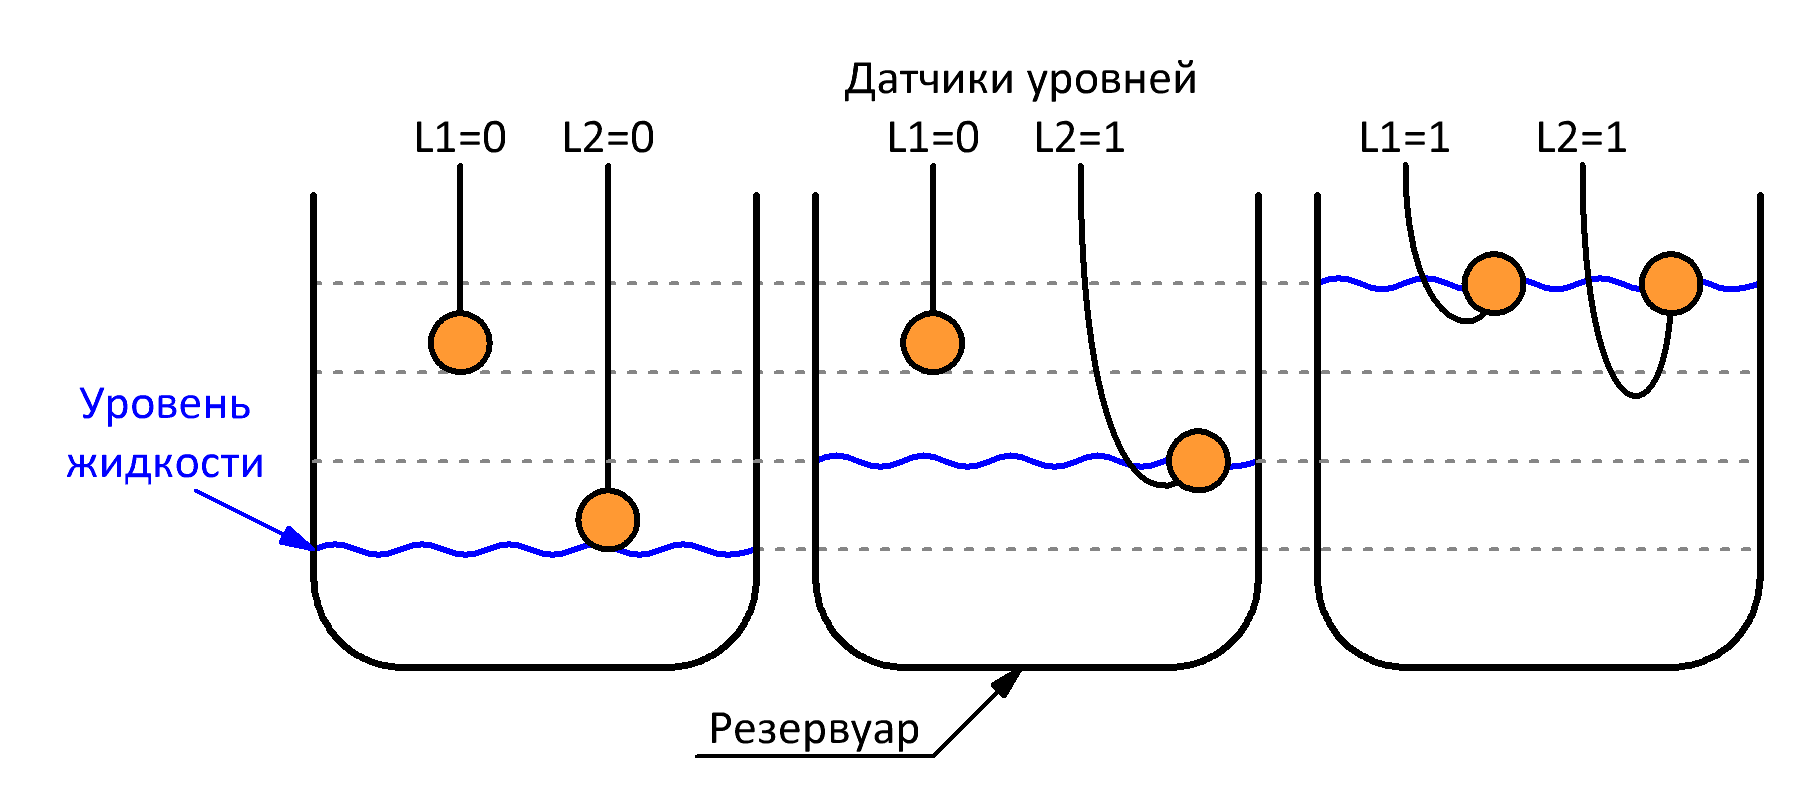 Датчики уровней
L1=0 L2=0 L1=0 L2=1 L1=1 L2=1
Уровень
жидкости
Резервуар